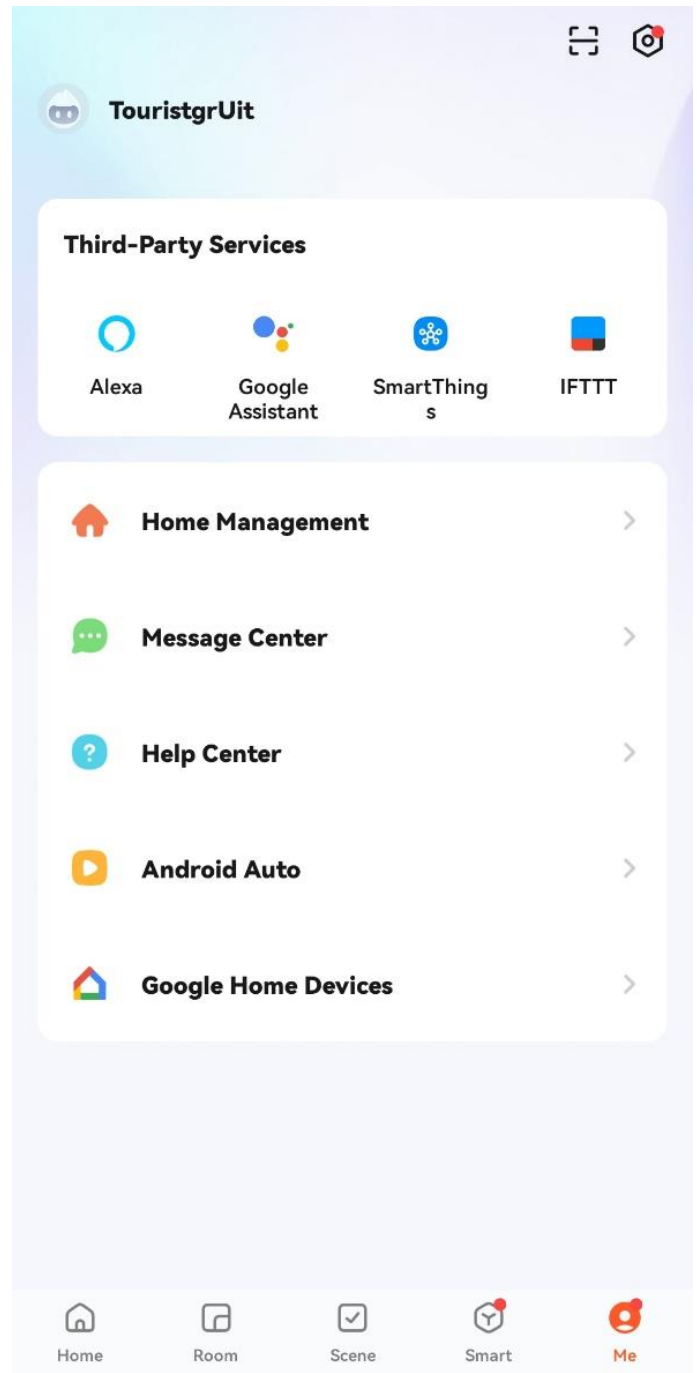 TouristgrUit
Third-Party Services
Alexa
Google
Assistant
SmartThing
s
IFTTT
Home Management
Message Center
Help Center
Android Auto
Google Home Devices
Home
Room
Scene
Smart
Me